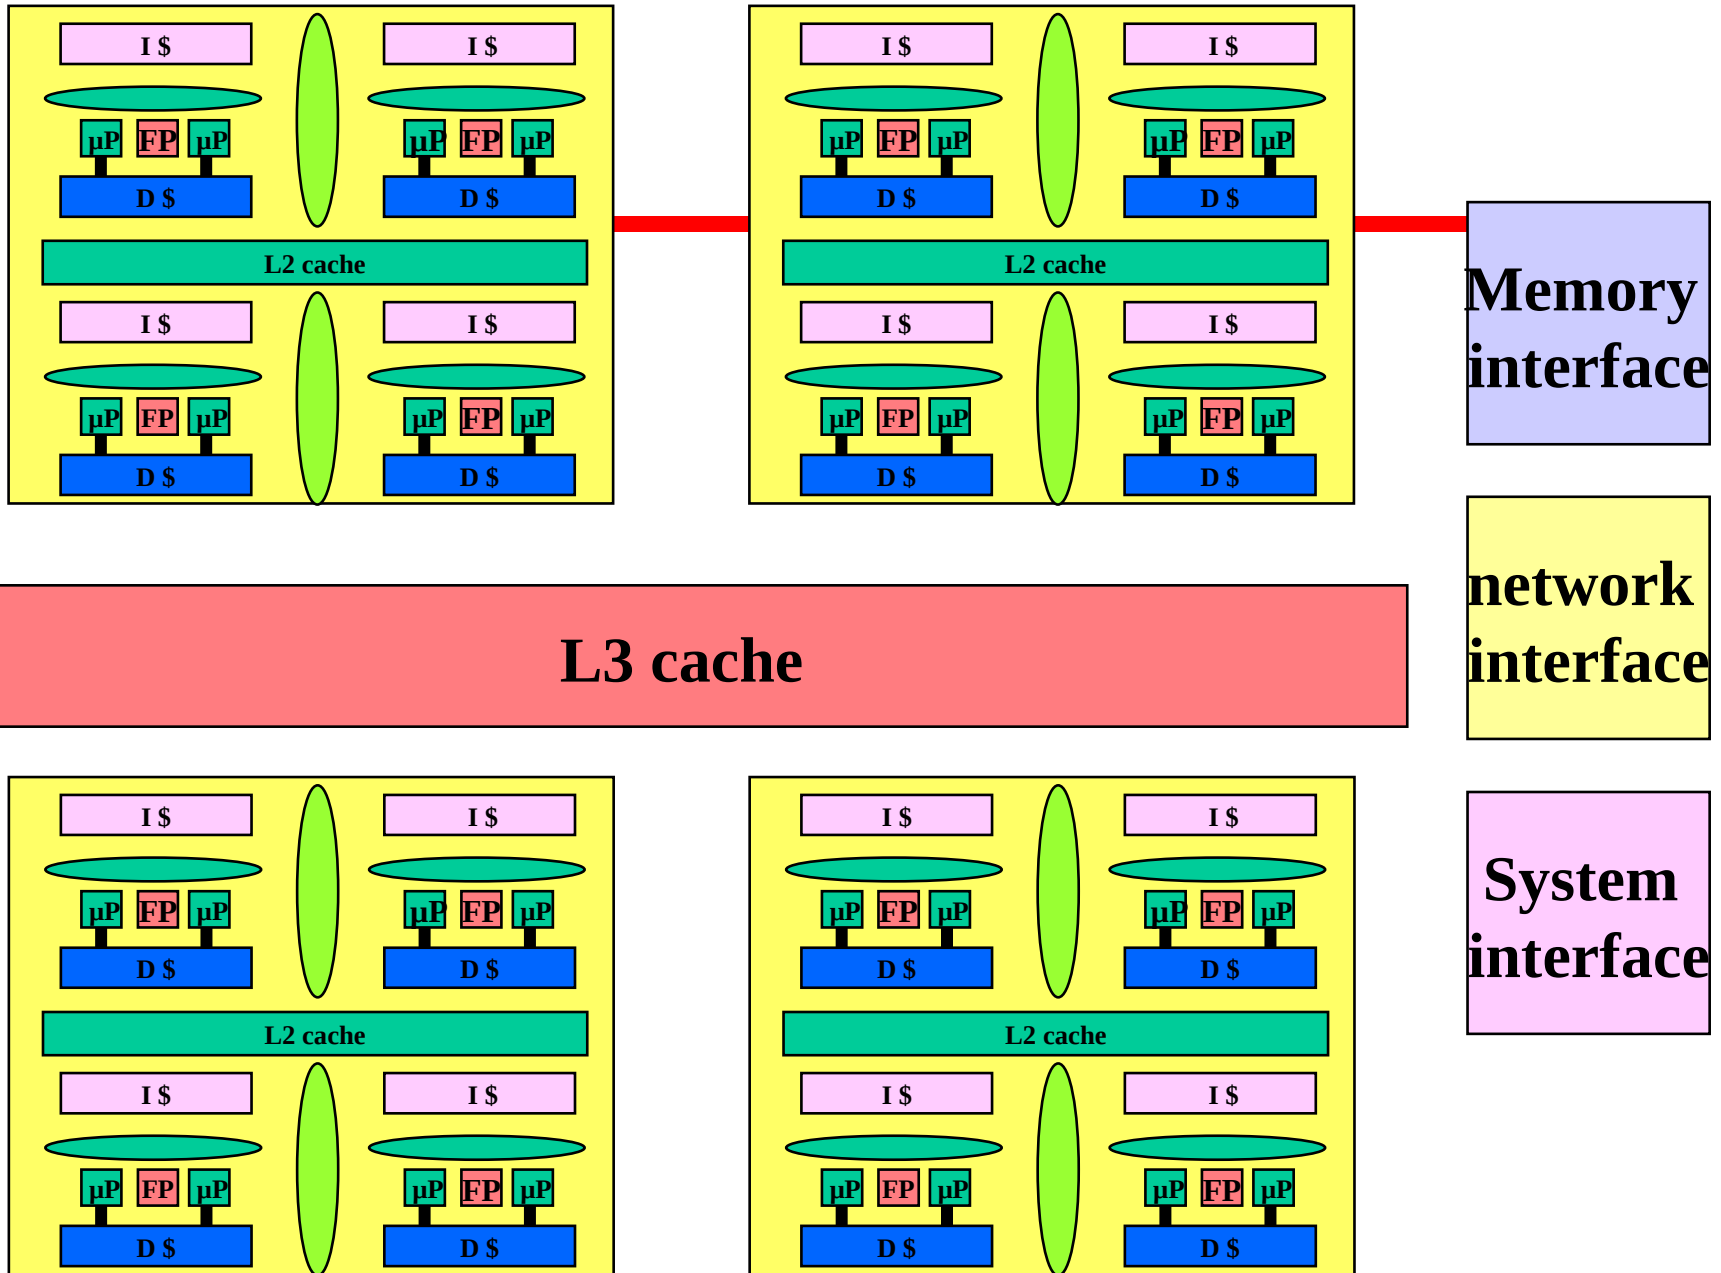 I $ I $ I $ I $
µP FP µP µP FP µP µP FP µP µP FP µP
D $ D $ D $ D $
L2 cache L2 cache
I $ I $ I $ I $
µP FP µP µP FP µP µP FP µP µP FP µP
D $ D $ D $ D $
Memory
interface
network
interface
L3 cache
System
interface
I $ I $ I $ I $
µP FP µP µP FP µP µP FP µP µP FP µP
D $ D $ D $ D $
L2 cache L2 cache
I $ I $ I $ I $
µP FP µP µP FP µP µP FP µP µP FP µP
D $ D $ D $ D $